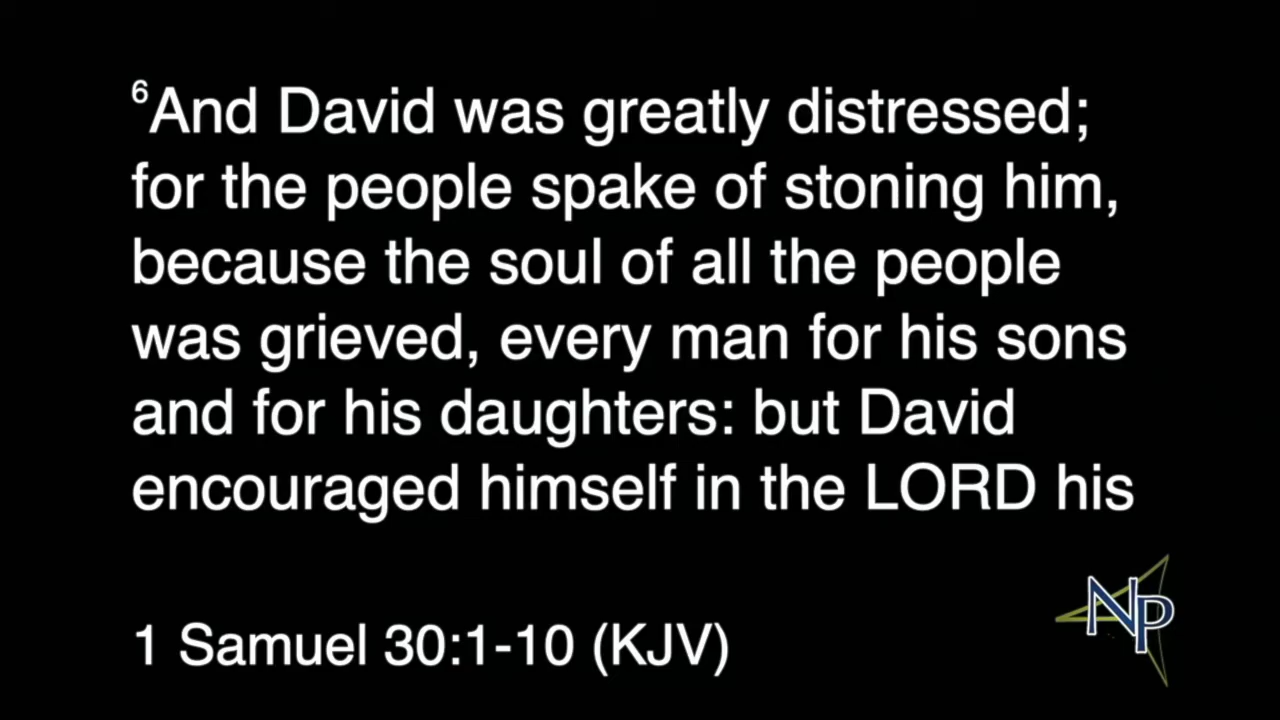 ⁶And David was greatly distressed;
for the people spake of stoning him,
because the soul of all the people
was grieved, every man for his sons
and for his daughters: but David
encouraged himself in the LORD his
1 Samuel 30:1-10 (KJV)
NP